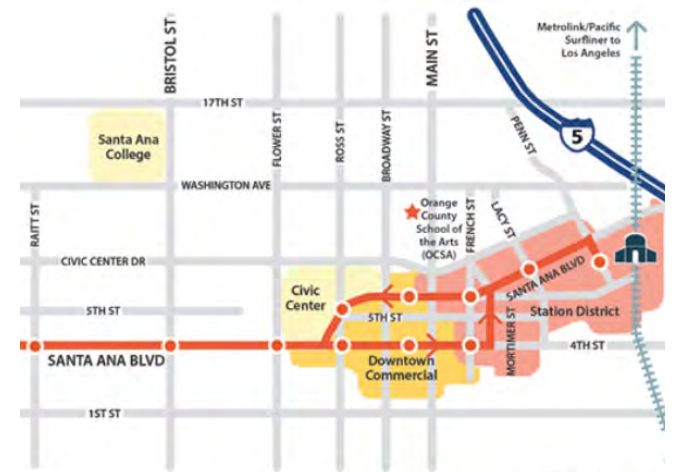 Metrolink/Pacific
Surfliner to
Los Angeles
BRISTOL ST
MAIN ST
17TH ST
FLOWER ST
ROSS ST
BROADWAY ST
PENN ST
5
Santa Ana
College
WASHINGTON AVE
RAITT ST
Orange
County
School of
the Arts
(OCSA)
FRENCH ST
LACY ST
CIVIC CENTER DR
Civic
Center
SANTA ANA BLVD
5TH ST
5TH ST
Station District
MORTIMER ST
SANTA ANA BLVD
Downtown
Commercial
4TH ST
1ST ST